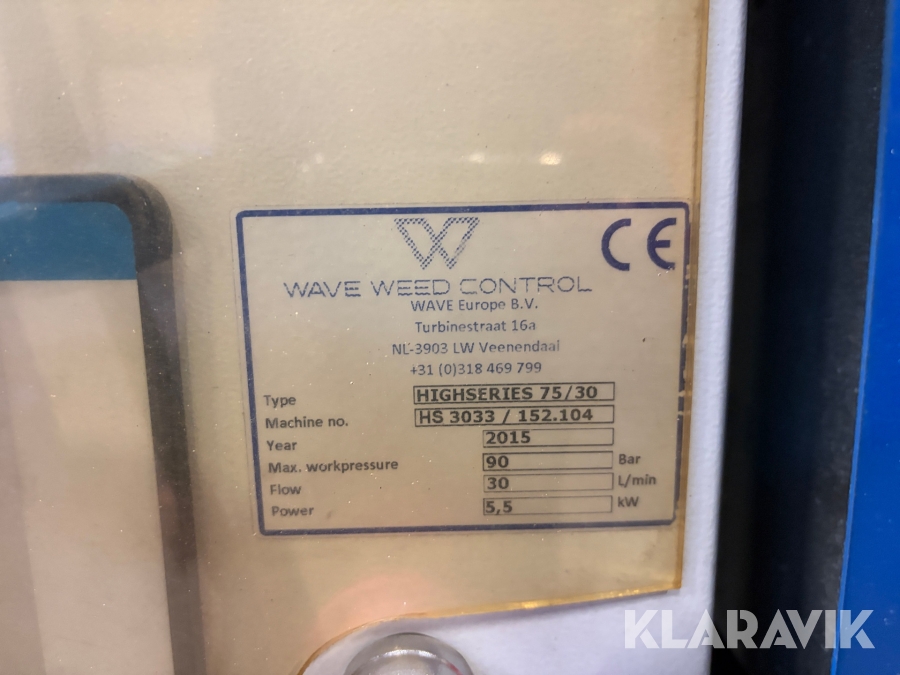 W
CE
WAVE WEED CONTROL
WAVE Europe B.V.
Turbinestraat 16a
NL-3903 LW Veenendaal
+31 (0)318 469 799
Type HIGHSERIES 75/30
Machine no. HS 3033 / 152.104
Year 2015
Max. workpressure 90 Bar
Flow 30 L/min
Power 5,5 kW
KLARAVIK